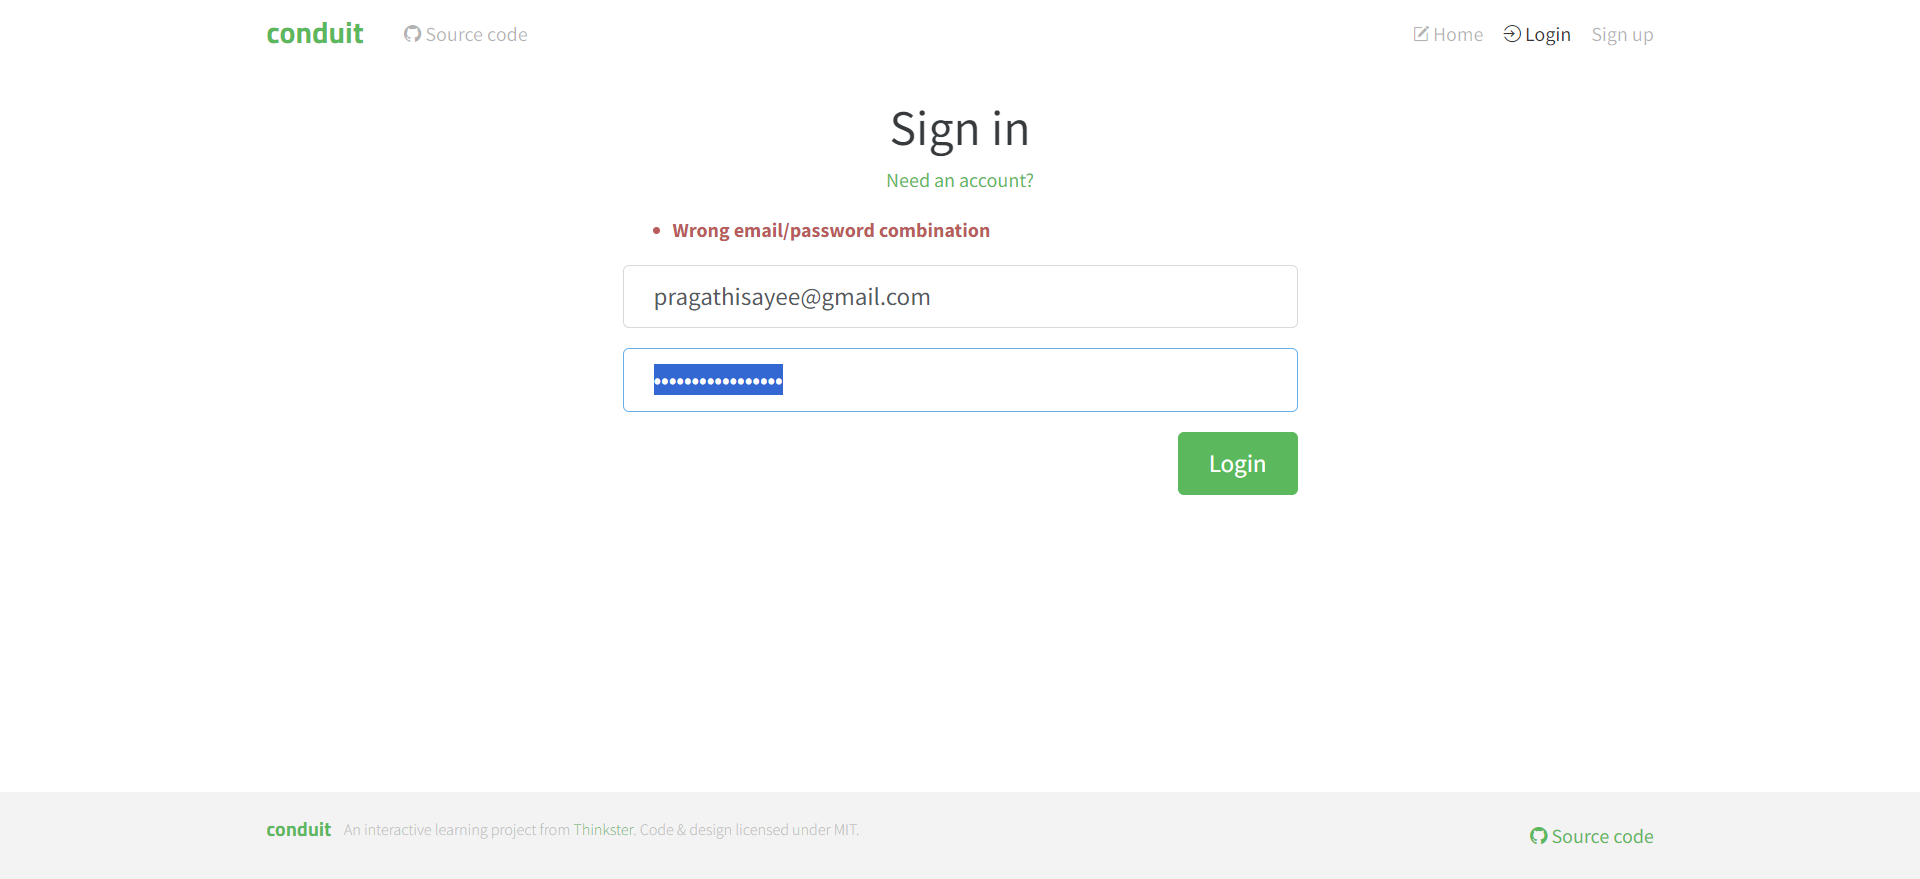 conduit Source code Home Login Sign up
Sign in
Need an account?
Wrong email/password combination
pragathisayee@gmail.com
•••••••••••••••••
Login
conduit An interactive learning project from Thinkster. Code & design licensed under MIT.
Source code